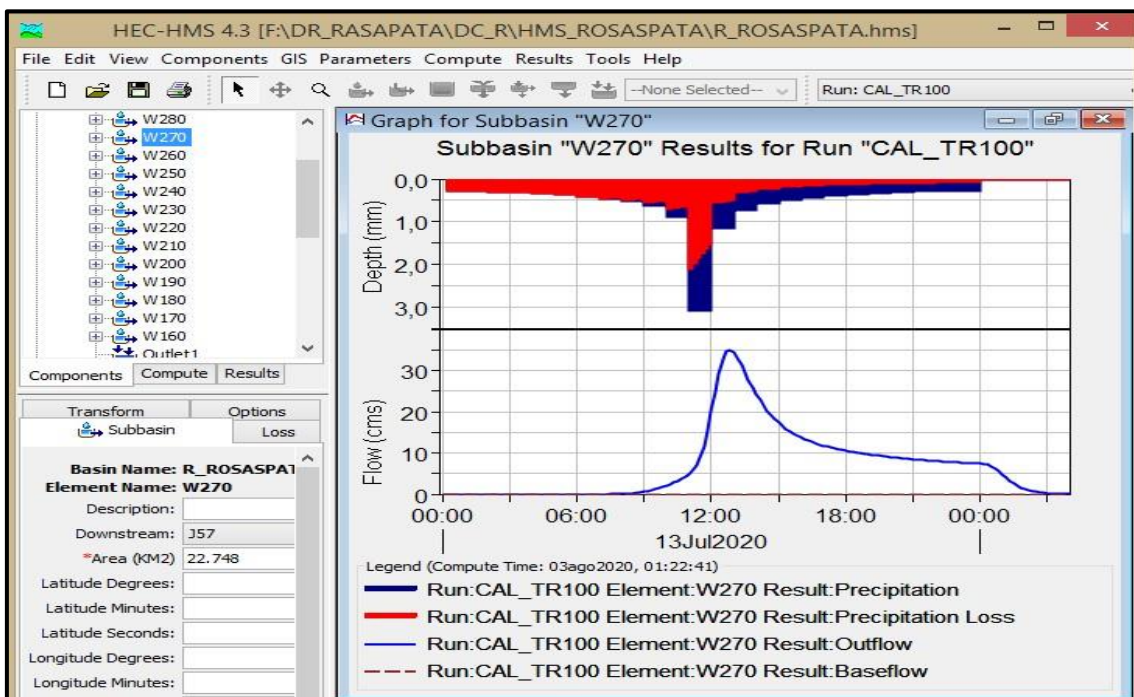 HEC-HMS 4.3 [F:\DR_RASAPATA\DC_R\HMS_ROSASPATA\R_ROSASPATA.hms]
File Edit View Components GIS Parameters Compute Results Tools Help
--None Selected-- Run: CAL_TR100
W280
W270
W260
W250
W240
W230
W220
W210
W200
W190
W180
W170
W160
Outlet1
Components Compute Results
Transform Options
Subbasin Loss
Basin Name: R_ROSASPAT
Element Name: W270
Description:
Downstream: J57
*Area (KM2) 22.748
Latitude Degrees:
Latitude Minutes:
Latitude Seconds:
Longitude Degrees:
Longitude Minutes:
Graph for Subbasin "W270"
Subbasin "W270" Results for Run "CAL_TR100"
Depth (mm)
0,0
1,0
2,0
3,0
Flow (cms)
30
20
10
0
00:00 06:00 12:00 18:00 00:00
13Jul2020
Legend (Compute Time: 03ago2020, 01:22:41)
Run:CAL_TR100 Element:W270 Result:Precipitation
Run:CAL_TR100 Element:W270 Result:Precipitation Loss
Run:CAL_TR100 Element:W270 Result:Outflow
Run:CAL_TR100 Element:W270 Result:Baseflow